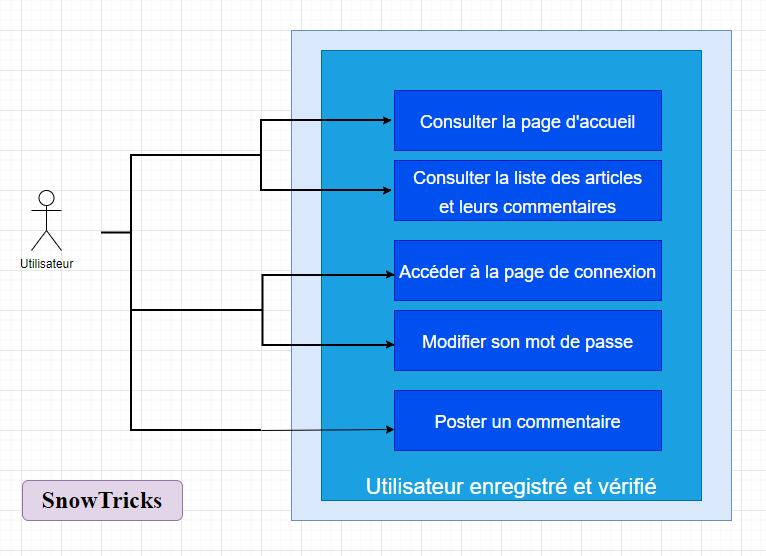 Consulter la page d'accueil
Consulter la liste des articles
et leurs commentaires
Accéder à la page de connexion
Modifier son mot de passe
Poster un commentaire
Utilisateur enregistré et vérifié
Utilisateur
SnowTricks